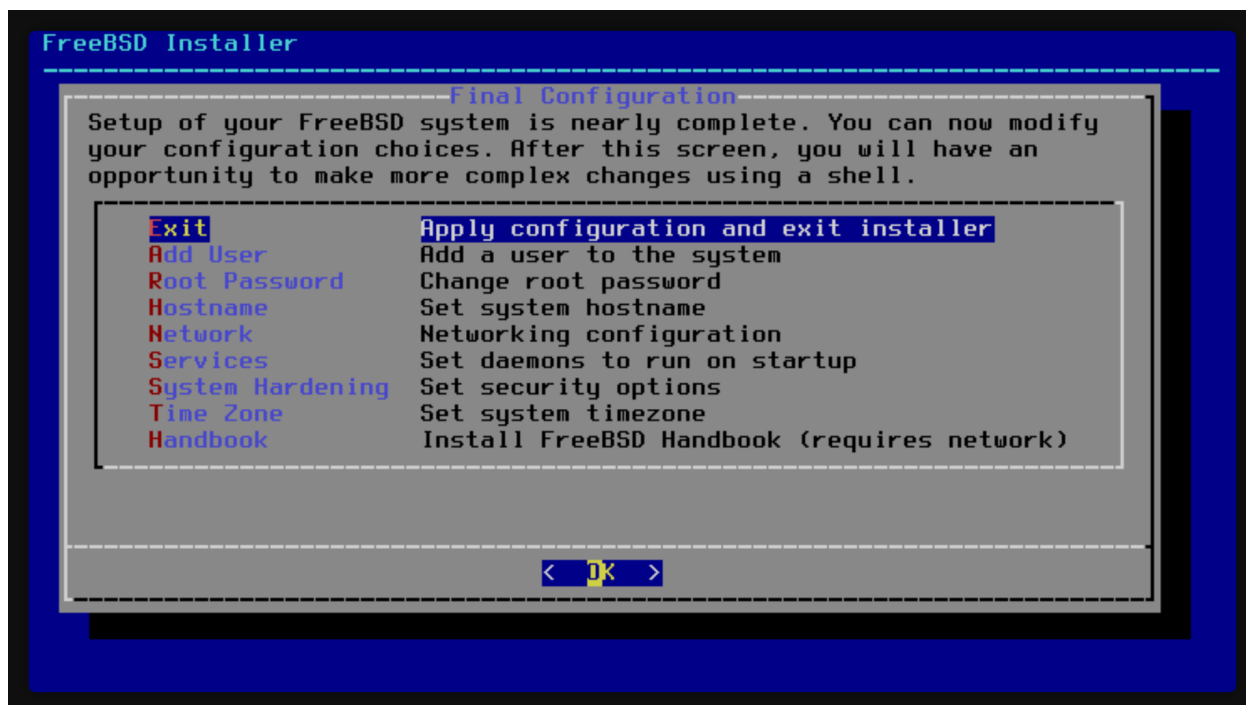 FreeBSD Installer
Final Configuration
Setup of your FreeBSD system is nearly complete. You can now modify
your configuration choices. After this screen, you will have an
opportunity to make more complex changes using a shell.
Exit Apply configuration and exit installer
Add User Add a user to the system
Root Password Change root password
Hostname Set system hostname
Network Networking configuration
Services Set daemons to run on startup
System Hardening Set security options
Time Zone Set system timezone
Handbook Install FreeBSD Handbook (requires network)
< OK >